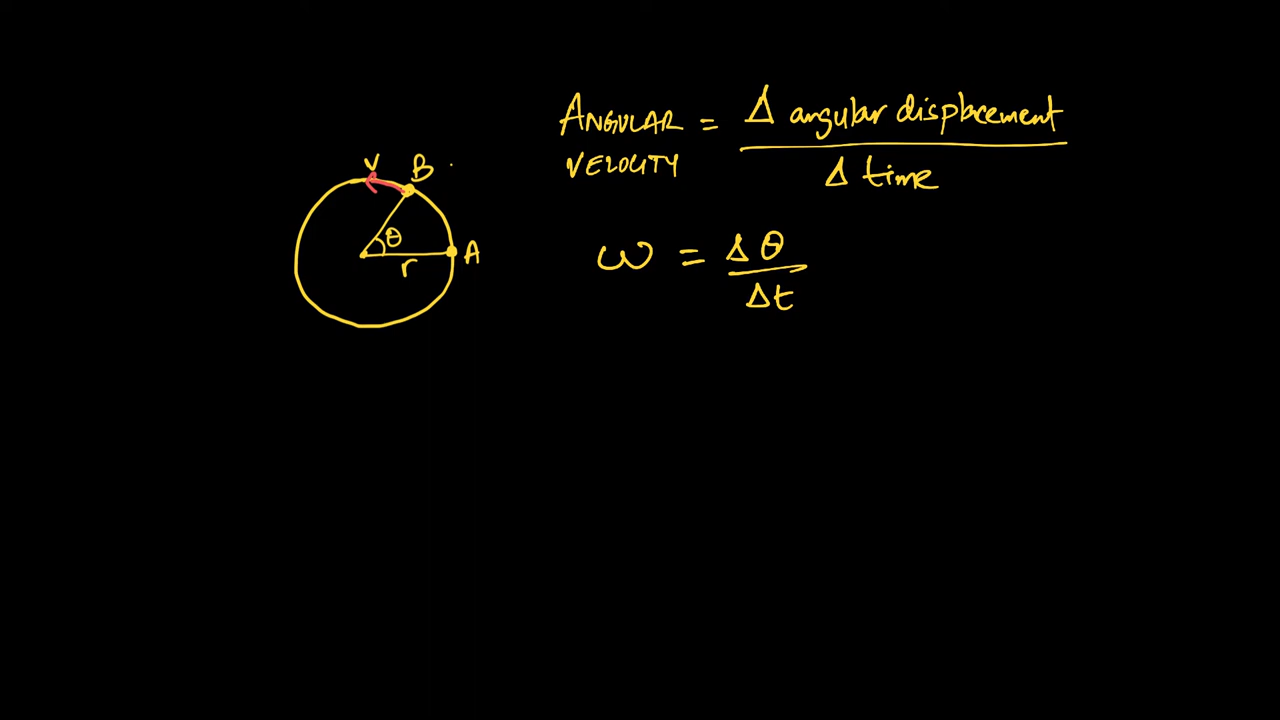 ANGULAR VELOCITY = Δ angular displacement
Δ time
V B
θ
r A
ω = Δθ
Δt